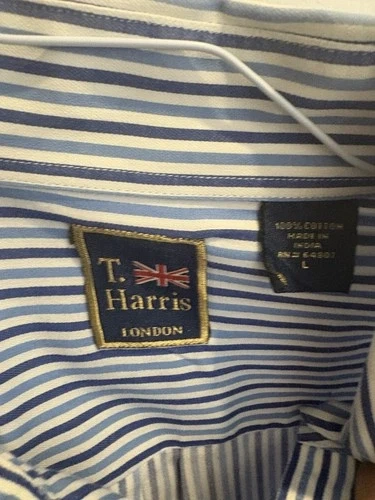 T.
Harris
LONDON
100% COTTON
MADE IN
INDIA
L